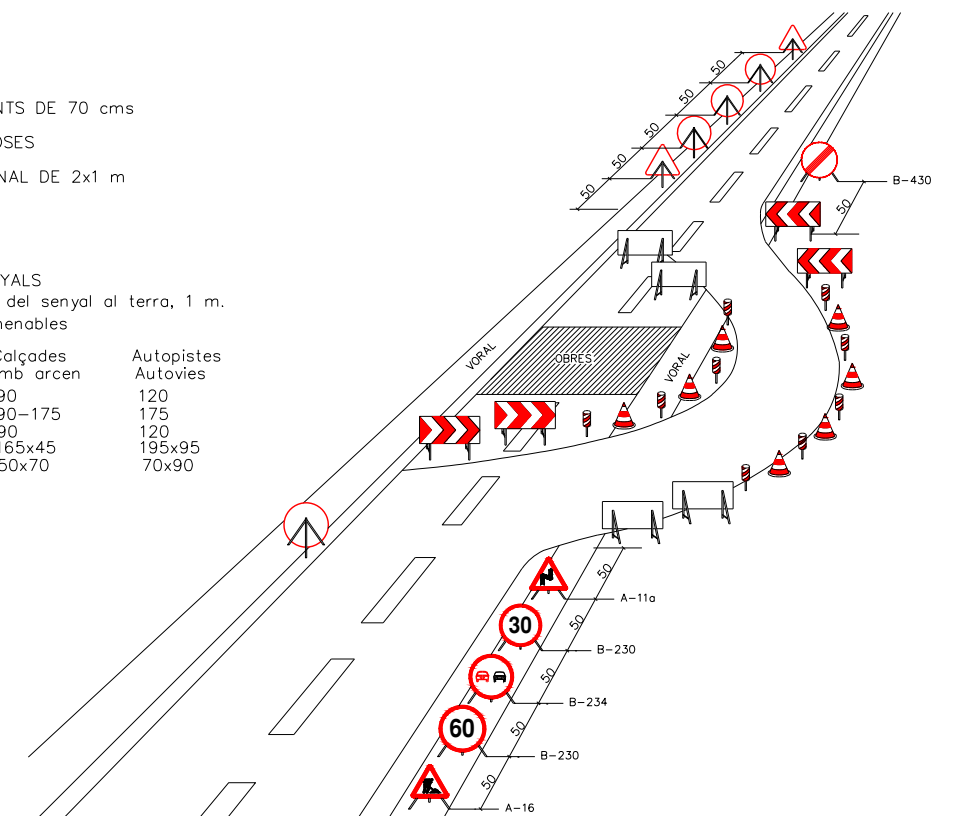 NTS DE 70 cms
OSES
NAL DE 2x1 m
YALS
del senyal al terra, 1 m.
menables
Calçades Autopistes
mb arcen Autovies
90 120
90-175 175
90 120
165x45 195x95
60x70 70x90
50
50
50
50
50
B-430
50
VORAL
OBRES
VORAL
50
A-11a
30
50
B-230
50
B-234
60
50
B-230
50
A-16